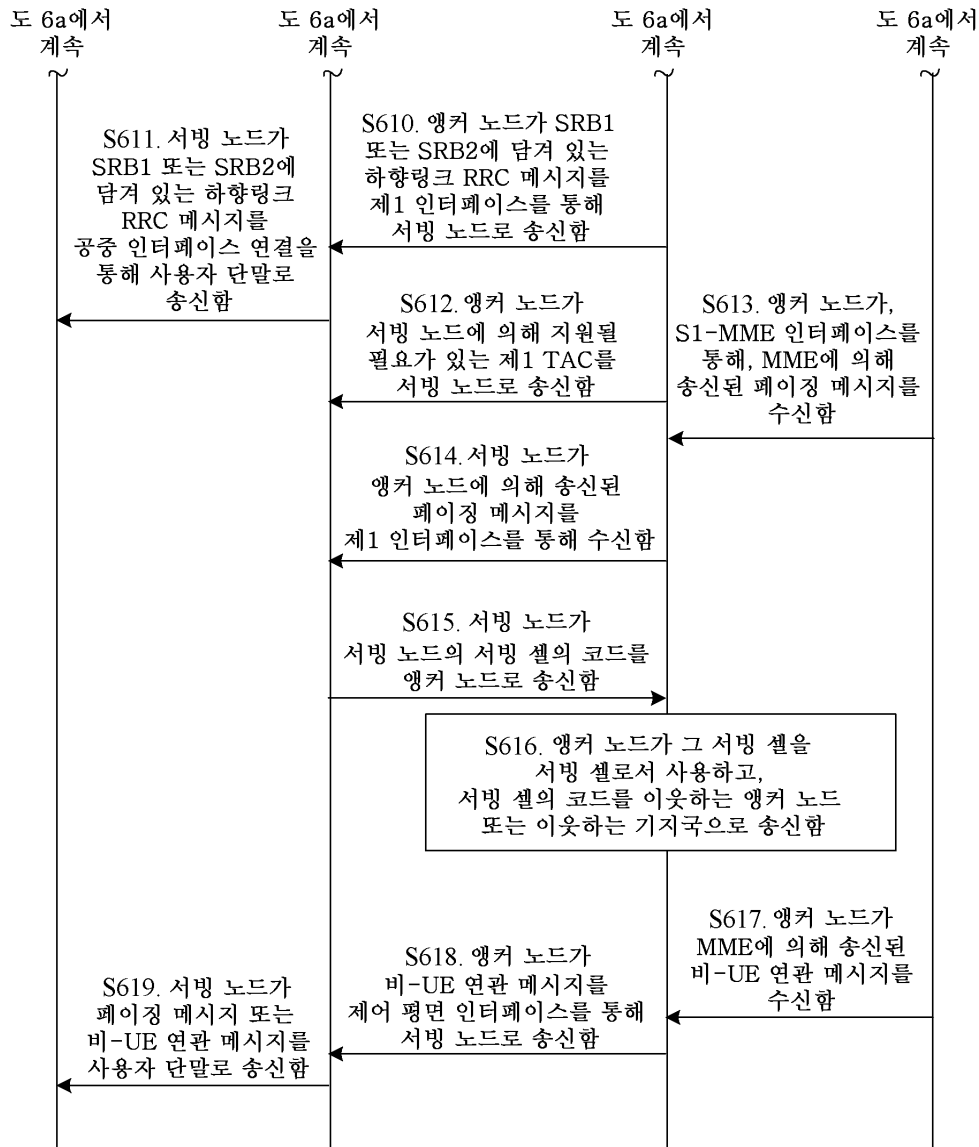 도 6a에서
계속
도 6a에서
계속
도 6a에서
계속
도 6a에서
계속
S610. 앵커 노드가 SRB1
또는 SRB2에 담겨 있는
하향링크 RRC 메시지를
제1 인터페이스를 통해
서빙 노드로 송신함
S611. 서빙 노드가
SRB1 또는 SRB2에
담겨 있는 하향링크
RRC 메시지를
공중 인터페이스 연결을
통해 사용자 단말로
송신함
S612. 앵커 노드가
서빙 노드에 의해 지원될
필요가 있는 제1 TAC를
서빙 노드로 송신함
S613. 앵커 노드가,
S1-MME 인터페이스를
통해, MME에 의해
송신된 페이징 메시지를
수신함
S614. 서빙 노드가
앵커 노드에 의해 송신된
페이징 메시지를
제1 인터페이스를 통해 수신함
S615. 서빙 노드가
서빙 노드의 서빙 셀의 코드를
앵커 노드로 송신함
S616. 앵커 노드가 그 서빙 셀을
서빙 셀로서 사용하고,
서빙 셀의 코드를 이웃하는 앵커 노드
또는 이웃하는 기지국으로 송신함
S617. 앵커 노드가
MME에 의해 송신된
비-UE 연관 메시지를
수신함
S618. 앵커 노드가
비-UE 연관 메시지를
제어 평면 인터페이스를 통해
서빙 노드로 송신함
S619. 서빙 노드가
페이징 메시지 또는
비-UE 연관 메시지를
사용자 단말로 송신함